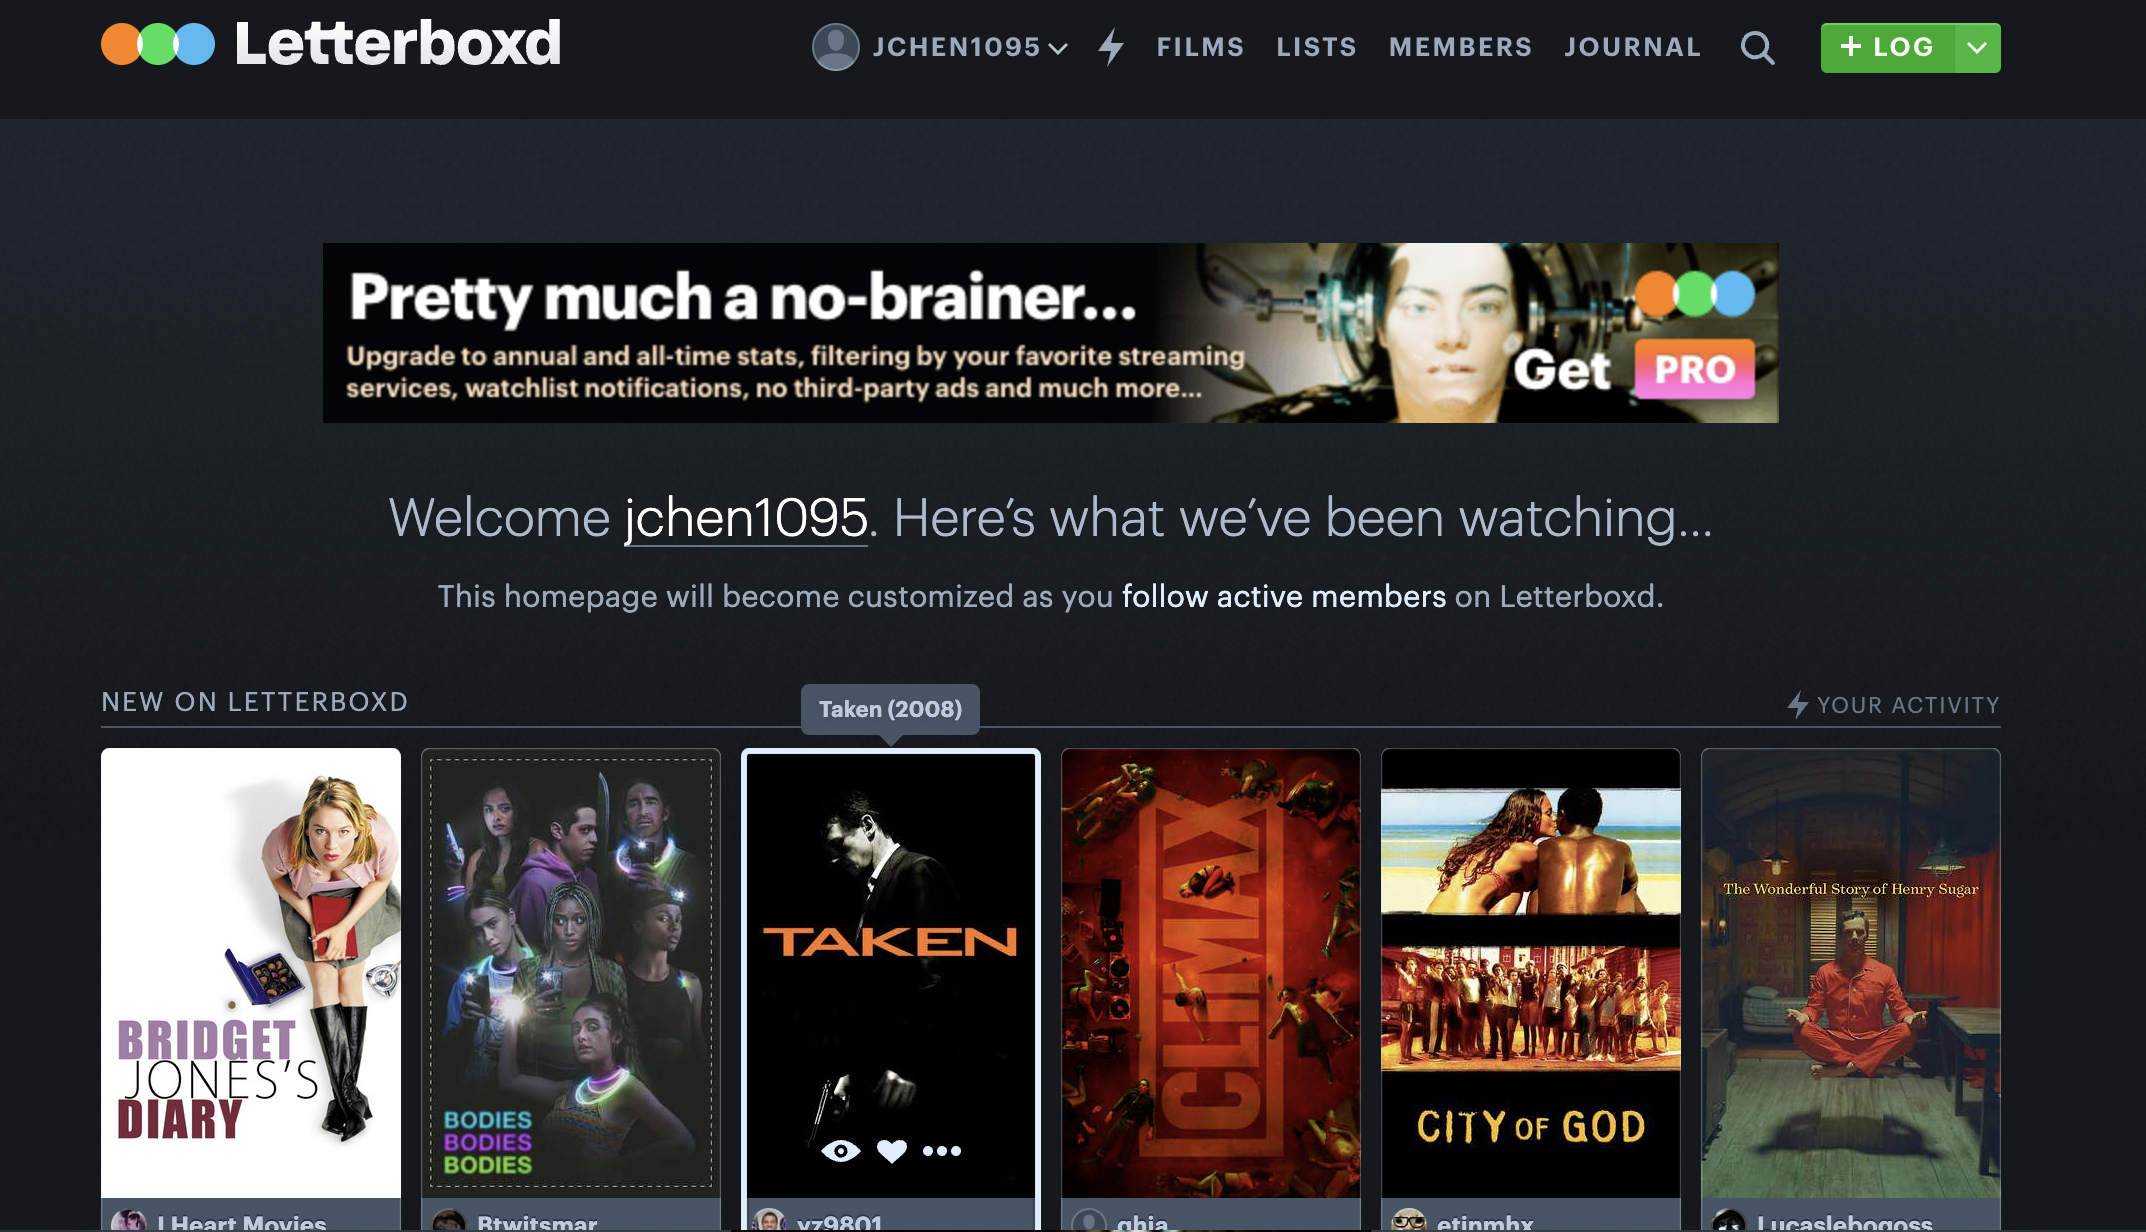 Letterboxd
JCHEN1095
FILMS
LISTS
MEMBERS
JOURNAL
+ LOG
Pretty much a no-brainer...
Upgrade to annual and all-time stats, filtering by your favorite streaming
services, watchlist notifications, no third-party ads and much more...
Get PRO
Welcome jchen1095. Here's what we've been watching...
This homepage will become customized as you follow active members on Letterboxd.
NEW ON LETTERBOXD
Taken (2008)
YOUR ACTIVITY
BRIDGET
JONES'S
DIARY
BODIES
BODIES
BODIES
TAKEN
CLIMAX
CITY OF GOD
The Wonderful Story of Henry Sugar
I Heart Movies
Btwitsmar
yz9801
ghia
etinmhx
Lucaslebogoss